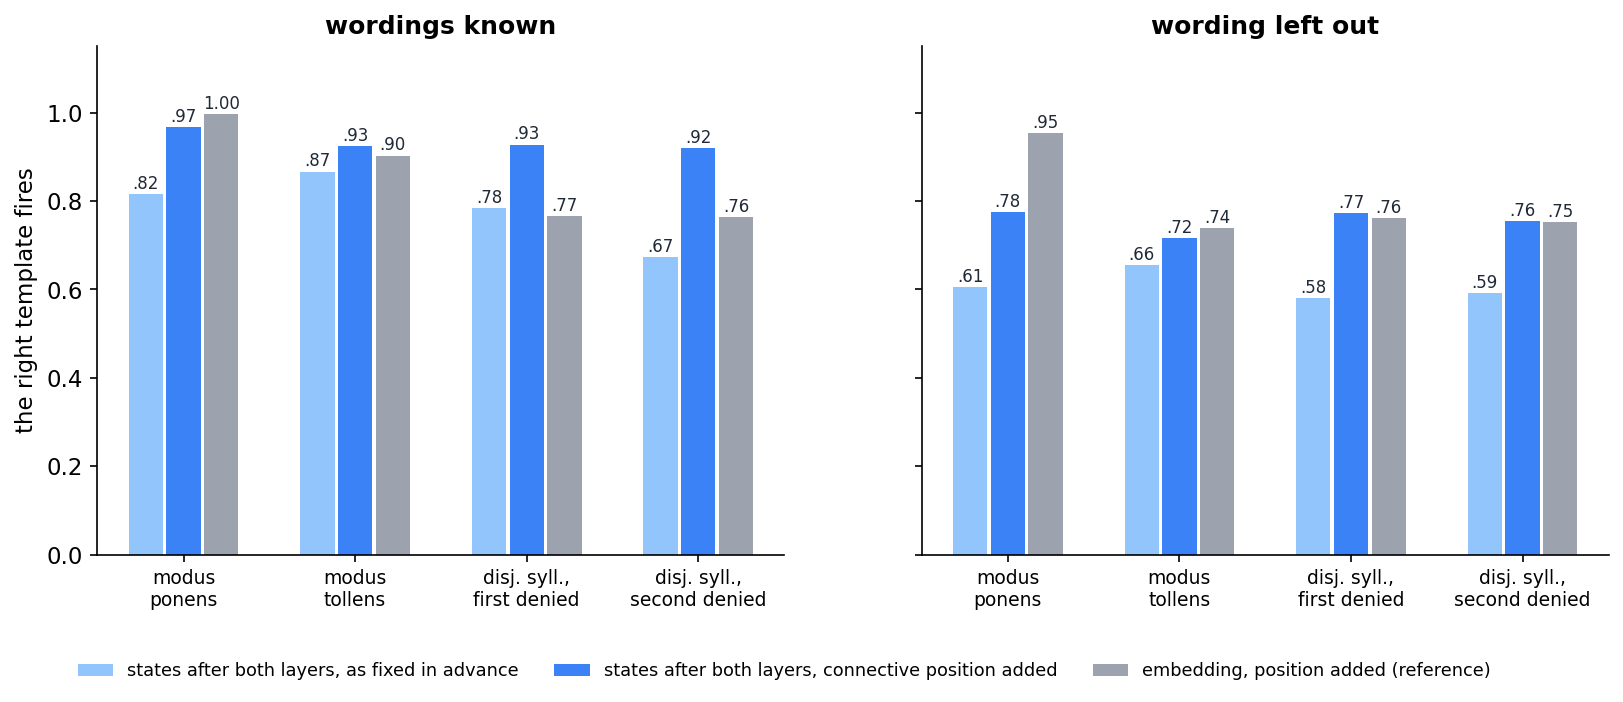 wordings known
wording left out
the right template fires
1.0
0.8
0.6
0.4
0.2
0.0
.82
.97
1.00
.87
.93
.90
.78
.93
.77
.67
.92
.76
.61
.78
.95
.66
.72
.74
.58
.77
.76
.59
.76
.75
modus
ponens
modus
tollens
disj. syll.,
first denied
disj. syll.,
second denied
modus
ponens
modus
tollens
disj. syll.,
first denied
disj. syll.,
second denied
states after both layers, as fixed in advance
states after both layers, connective position added
embedding, position added (reference)